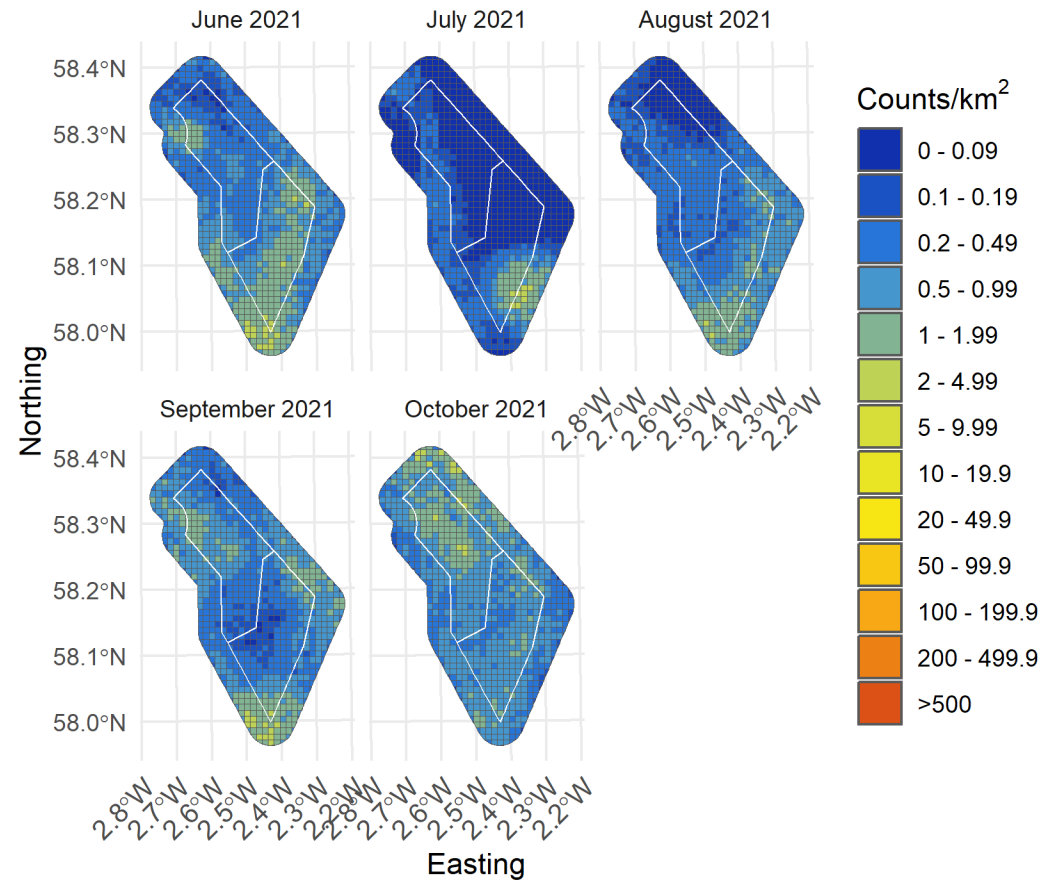 June 2021
July 2021
August 2021
58.4°N
58.3°N
58.2°N
58.1°N
58.0°N
2.8°W
2.7°W
2.6°W
2.5°W
2.4°W
2.3°W
2.2°W
September 2021
October 2021
58.4°N
58.3°N
58.2°N
58.1°N
58.0°N
2.8°W
2.7°W
2.6°W
2.5°W
2.4°W
2.3°W
2.2°W
2.8°W
2.7°W
2.6°W
2.5°W
2.4°W
2.3°W
2.2°W
Northing
Easting
Counts/km²
0 - 0.09
0.1 - 0.19
0.2 - 0.49
0.5 - 0.99
1 - 1.99
2 - 4.99
5 - 9.99
10 - 19.9
20 - 49.9
50 - 99.9
100 - 199.9
200 - 499.9
>500